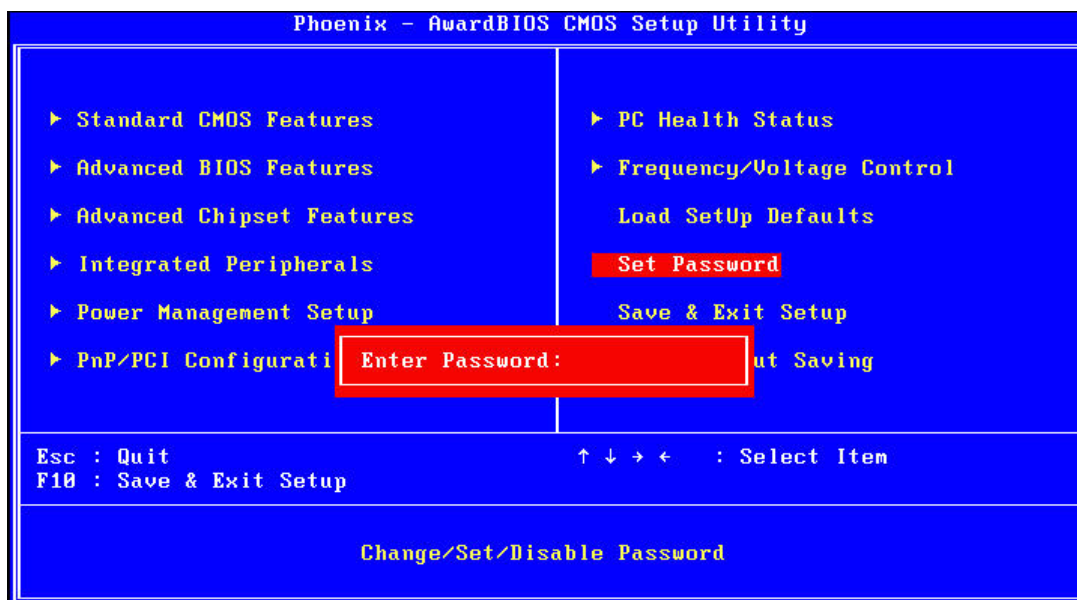 Phoenix - AwardBIOS CMOS Setup Utility
Standard CMOS Features
Advanced BIOS Features
Advanced Chipset Features
Integrated Peripherals
Power Management Setup
PnP/PCI Configurati
PC Health Status
Frequency/Voltage Control
Load SetUp Defaults
Set Password
Save & Exit Setup
ut Saving
Enter Password:
Esc : Quit
F10 : Save & Exit Setup
↑ ↓ → ← : Select Item
Change/Set/Disable Password